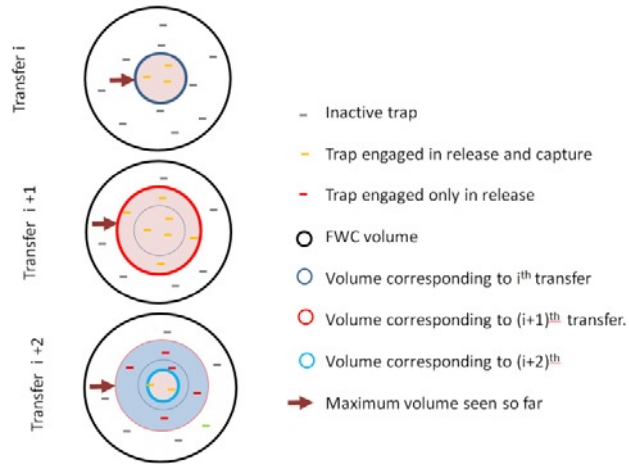 Transfer i
Transfer i +1
Transfer i +2
Inactive trap
Trap engaged in release and capture
Trap engaged only in release
FWC volume
Volume corresponding to ith transfer
Volume corresponding to (i+1)th transfer.
Volume corresponding to (i+2)th
Maximum volume seen so far